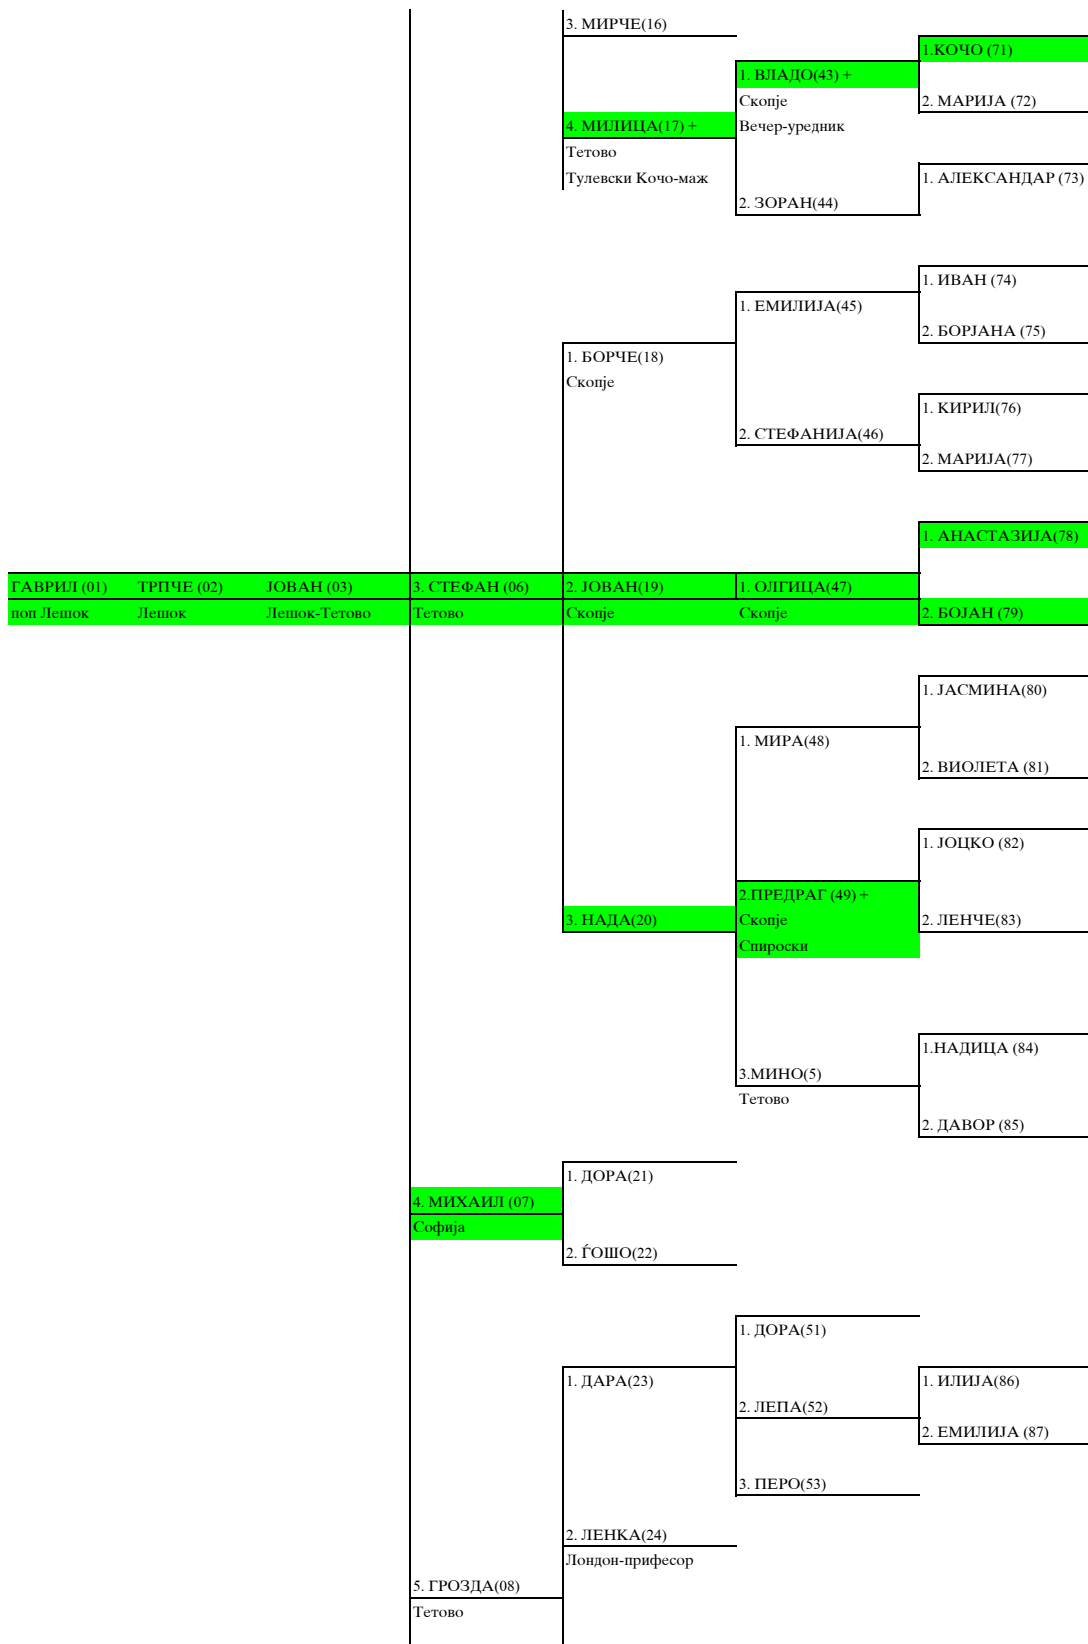 3. МИРЧЕ(16)
1.КОЧО (71)
1. ВЛАДО(43) +
Скопје
2. МАРИЈА (72)
4. МИЛИЦА(17) +
Вечер-уредник
Тетово
Тулевски Кочо-маж
1. АЛЕКСАНДАР (73)
2. ЗОРАН(44)
1. ИВАН (74)
1. ЕМИЛИЈА(45)
2. БОРЈАНА (75)
1. БОРЧЕ(18)
Скопје
1. КИРИЛ(76)
2. СТЕФАНИЈА(46)
2. МАРИЈА(77)
1. АНАСТАЗИЈА(78)
ГАВРИЛ (01) ТРПЧЕ (02) ЈОВАН (03) 3. СТЕФАН (06) 2. ЈОВАН(19) 1. ОЛГИЦА(47)
поп Лешок Лешок Лешок-Тетово Тетово Скопје Скопје 2. БОЈАН (79)
1. ЈАСМИНА(80)
1. МИРА(48)
2. ВИОЛЕТА (81)
1. ЈОЦКО (82)
2.ПРЕДРАГ (49) +
3. НАДА(20) Скопје 2. ЛЕНЧЕ(83)
Спироски
1.НАДИЦА (84)
3.МИНО(5)
Тетово
2. ДАВОР (85)
1. ДОРА(21)
4. МИХАИЛ (07)
Софија
2. ЃОШО(22)
1. ДОРА(51)
1. ДАРА(23) 1. ИЛИЈА(86)
2. ЛЕПА(52)
2. ЕМИЛИЈА (87)
3. ПЕРО(53)
2. ЛЕНКА(24)
Лондон-прифесор
5. ГРОЗДА(08)
Тетово